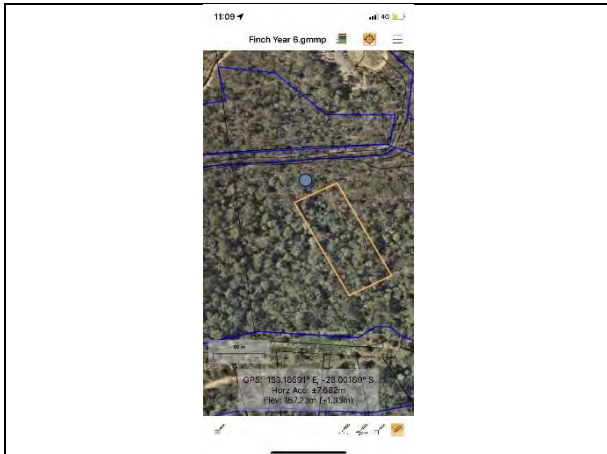 11:09
4G
Finch Year 6.gmmp
GPS: 153.16591° E, -28.00169° S
Horz Acc: ±7.682m
Elev: 157.23m (+1.33m)